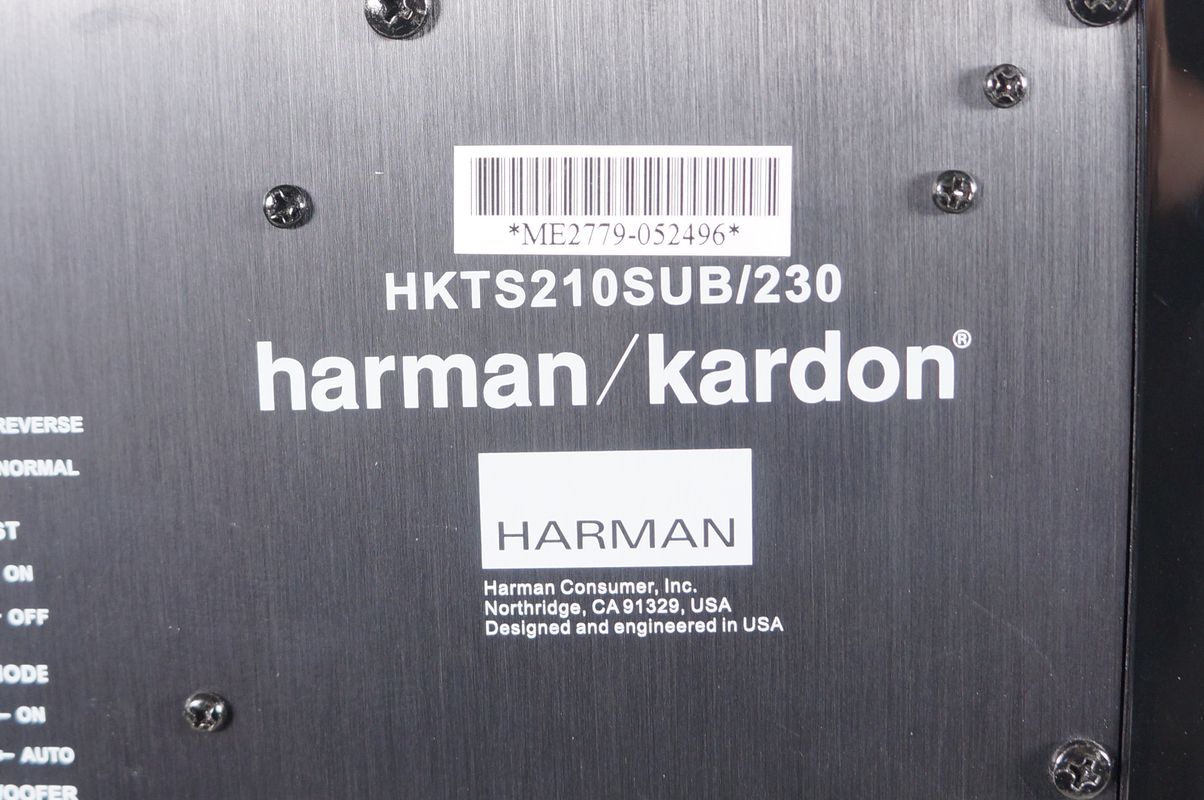 *ME2779-052496*
HKTS210SUB/230
harman/kardon®
HARMAN
Harman Consumer, Inc.
Northridge, CA 91329, USA
Designed and engineered in USA
REVERSE
NORMAL
ON
OFF
ON
AUTO